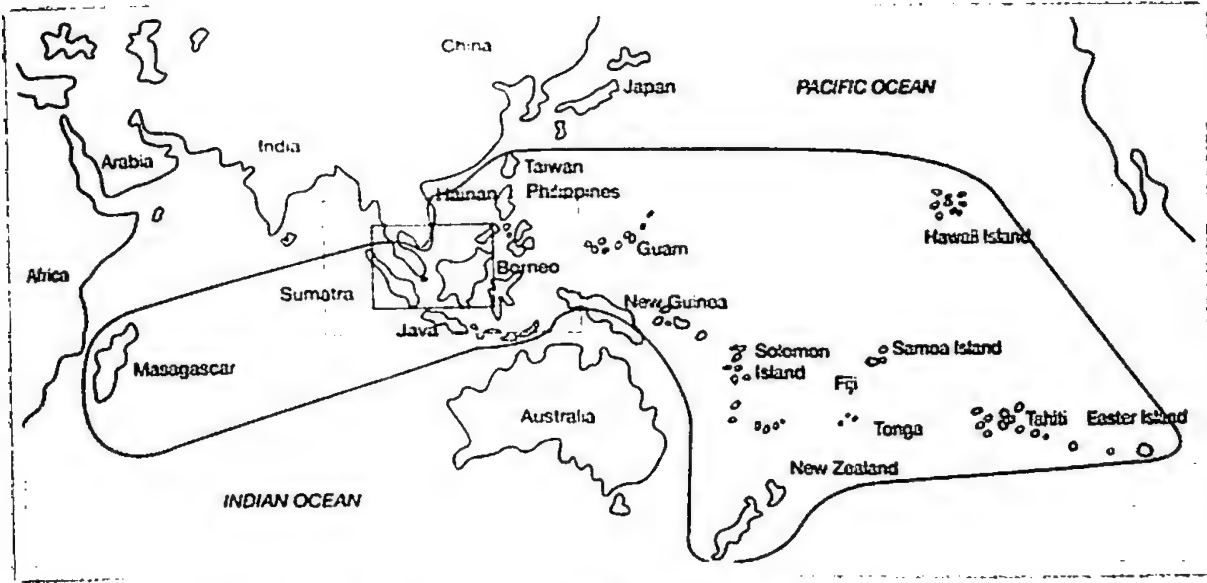 China
Japan
PACIFIC OCEAN
India
Arabia
Taiwan
Hainan
Philippines
Hawaii Island
Guam
Africa
Borneo
Sumatra
New Guinea
Java
Solomon
Island
Samoa Island
Masagascar
Fiji
Australia
Tonga
Tahiti
Easter Island
New Zealand
INDIAN OCEAN